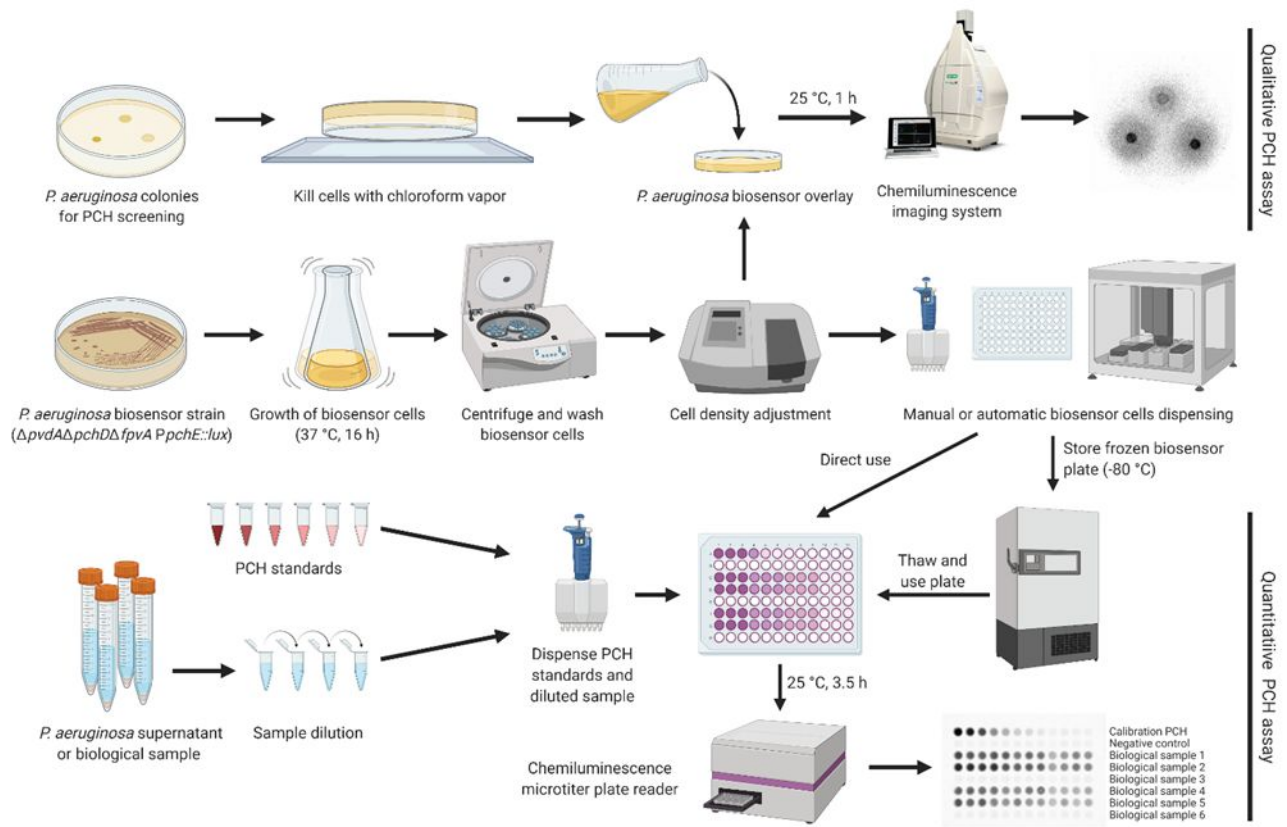 P. aeruginosa colonies
for PCH screening
Kill cells with chloroform vapor
P. aeruginosa biosensor overlay
25 °C, 1 h
Chemiluminescence
imaging system
Qualitative PCH assay
P. aeruginosa biosensor strain
(ΔpvdAΔpchDΔfpvA PpchE::lux)
Growth of biosensor cells
(37 °C, 16 h)
Centrifuge and wash
biosensor cells
Cell density adjustment
Manual or automatic biosensor cells dispensing
Direct use
Store frozen biosensor
plate (-80 °C)
PCH standards
P. aeruginosa supernatant
or biological sample
Sample dilution
Dispense PCH
standards and
diluted sample
Thaw and
use plate
25 °C, 3.5 h
Chemiluminescence
microtiter plate reader
Calibration PCH
Negative control
Biological sample 1
Biological sample 2
Biological sample 3
Biological sample 4
Biological sample 5
Biological sample 6
Quantitatiive PCH assay